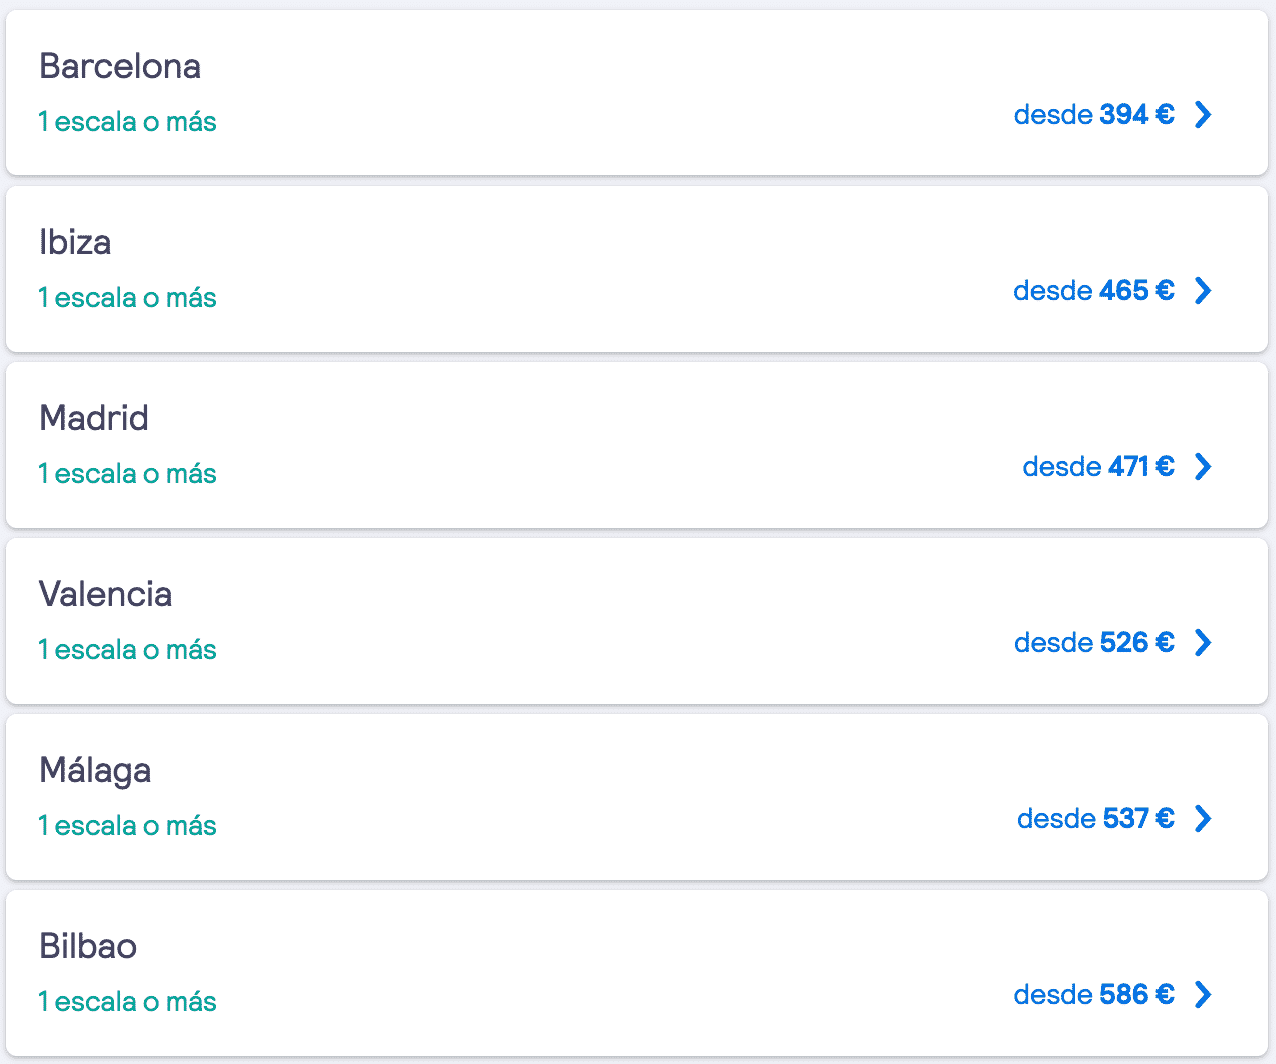 Barcelona
1 escala o más
desde 394 €
Ibiza
1 escala o más
desde 465 €
Madrid
1 escala o más
desde 471 €
Valencia
1 escala o más
desde 526 €
Málaga
1 escala o más
desde 537 €
Bilbao
1 escala o más
desde 586 €